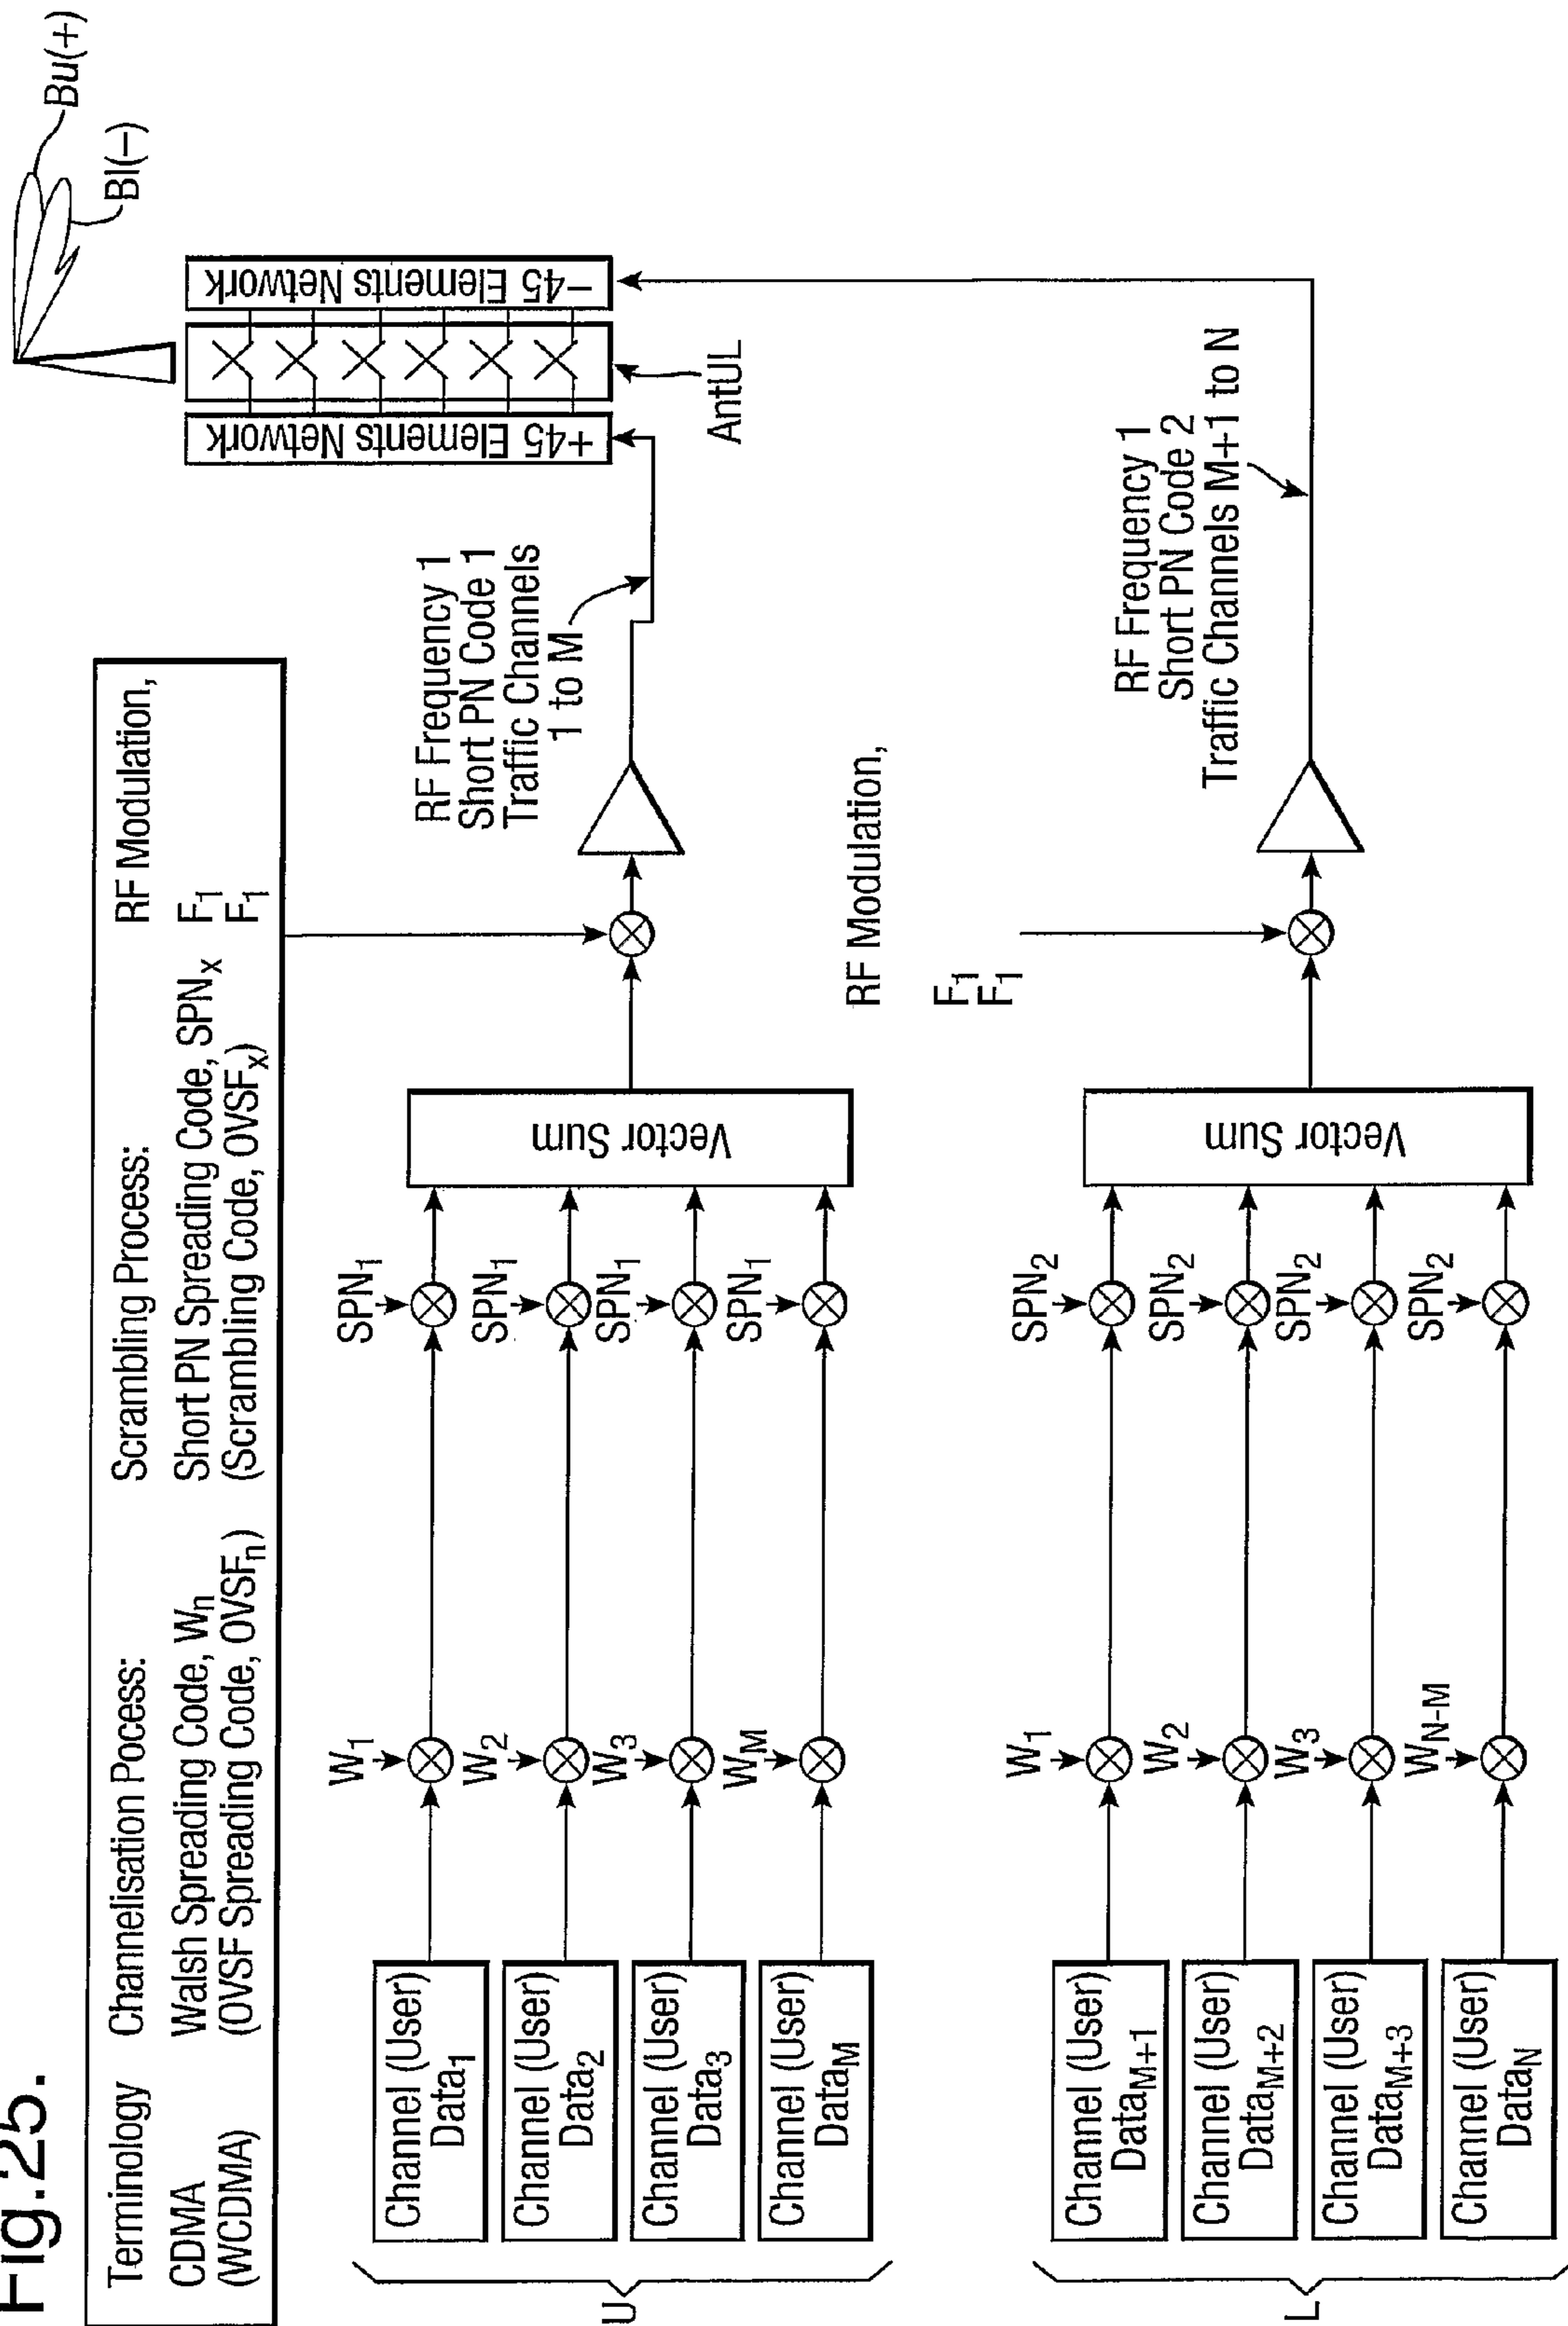 Fig.25.
Terminology Channelisation Pocess: Scrambling Process: RF Modulation,
CDMA Walsh Spreading Code, Wn Short PN Spreading Code, SPNx F1
(WCDMA) (OVSF Spreading Code, OVSFn) (Scrambling Code, OVSFx) F1
U
Channel (User)
Data1
W1
SPN1
Channel (User)
Data2
W2
SPN1
Channel (User)
Data3
W3
SPN1
Channel (User)
DataM
WM
SPN1
Vector Sum
RF Frequency 1
Short PN Code 1
Traffic Channels
1 to M
+45 Elements Network
-45 Elements Network
AntUL
Bu(+)
Bl(-)
RF Modulation,
F1
F1
L
Channel (User)
DataM+1
W1
SPN2
Channel (User)
DataM+2
W2
SPN2
Channel (User)
DataM+3
W3
SPN2
Channel (User)
DataN
WN-M
SPN2
Vector Sum
RF Frequency 1
Short PN Code 2
Traffic Channels M+1 to N